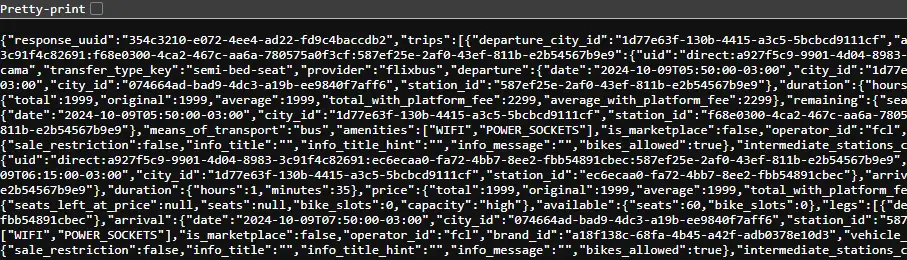 Pretty-print
{"response_uuid":"354c3210-e072-4ee4-ad22-fd9c4baccdb2","trips":[{"departure_city_id":"1d77e63f-130b-4415-a3c5-5bcbcd9111cf","a
3c91f4c82691:f68e0300-4ca2-467c-aa6a-780575a0f3cf:587ef25e-2af0-43ef-811b-e2b54567b9e9":{"uid":"direct:a927f5c9-9901-4d04-8983-
cama","transfer_type_key":"semi-bed-seat","provider":"flixbus","departure":{"date":"2024-10-09T05:50:00-03:00","city_id":"1d77e
03:00","city_id":"074664ad-bad9-4dc3-a19b-ee9840f7aff6","station_id":"587ef25e-2af0-43ef-811b-e2b54567b9e9"},"duration":{"hours
{"total":1999,"original":1999,"average":1999,"total_with_platform_fee":2299,"average_with_platform_fee":2299},"remaining":{"sea
{"date":"2024-10-09T05:50:00-03:00","city_id":"1d77e63f-130b-4415-a3c5-5bcbcd9111cf","station_id":"f68e0300-4ca2-467c-aa6a-7805
811b-e2b54567b9e9"},"means_of_transport":"bus","amenities":["WIFI","POWER_SOCKETS"],"is_marketplace":false,"operator_id":"fcl",
{"sale_restriction":false,"info_title":"","info_title_hint":"","info_message":"","bikes_allowed":true},"intermediate_stations_c
{"uid":"direct:a927f5c9-9901-4d04-8983-3c91f4c82691:ec6ecaa0-fa72-4bb7-8ee2-fbb54891cbec:587ef25e-2af0-43ef-811b-e2b54567b9e9",
09T06:15:00-03:00","city_id":"1d77e63f-130b-4415-a3c5-5bcbcd9111cf","station_id":"ec6ecaa0-fa72-4bb7-8ee2-fbb54891cbec"},"arriv
e2b54567b9e9"},"duration":{"hours":1,"minutes":35},"price":{"total":1999,"original":1999,"average":1999,"total_with_platform_fe
{"seats_left_at_price":null,"seats":null,"bike_slots":0,"capacity":"high"},"available":{"seats":60,"bike_slots":0},"legs":[{"de
fbb54891cbec"},"arrival":{"date":"2024-10-09T07:50:00-03:00","city_id":"074664ad-bad9-4dc3-a19b-ee9840f7aff6","station_id":"587
["WIFI","POWER_SOCKETS"],"is_marketplace":false,"operator_id":"fcl","brand_id":"a18f138c-68fa-4b45-a42f-adb0378e10d3","vehicle_
{"sale_restriction":false,"info_title":"","info_title_hint":"","info_message":"","bikes_allowed":true},"intermediate_stations_c